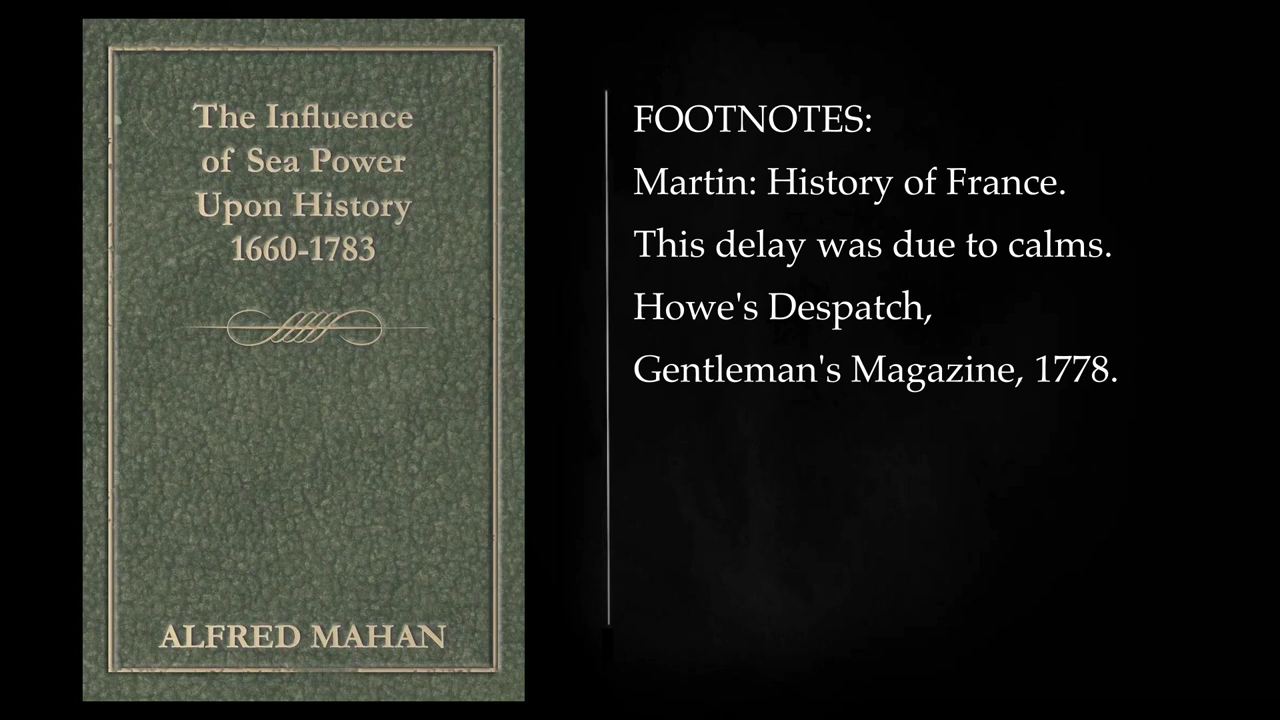 The Influence
of Sea Power
Upon History
1660-1783
ALFRED MAHAN
FOOTNOTES:
Martin: History of France.
This delay was due to calms.
Howe's Despatch,
Gentleman's Magazine, 1778.